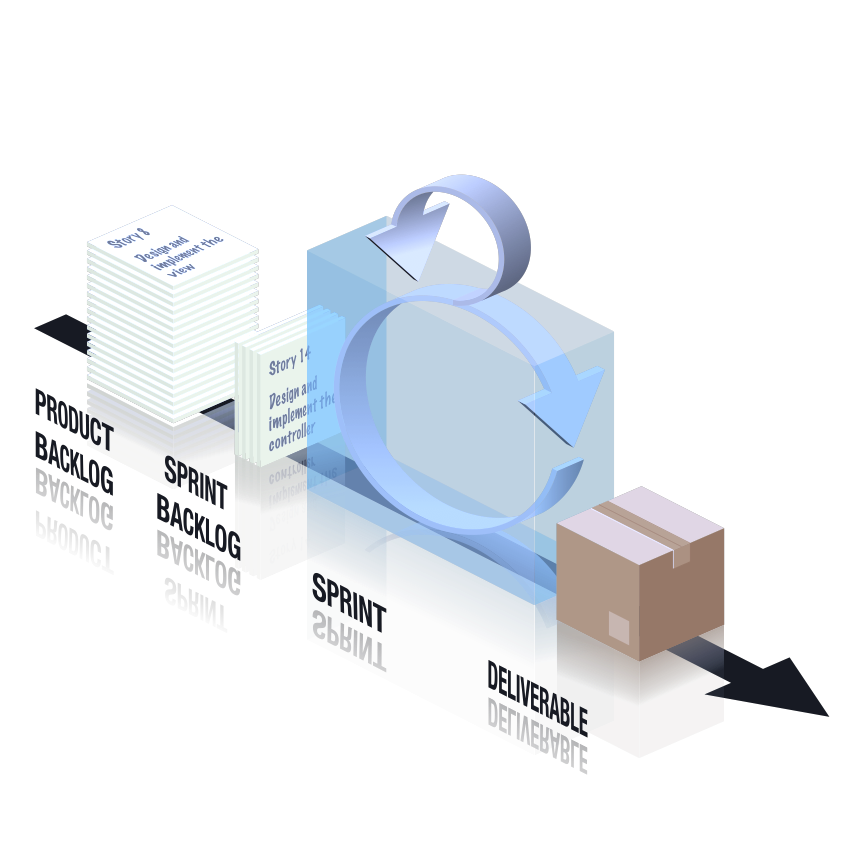 Story 8
Design and
implement the
view
Story 14
Design and
implement the
controller
PRODUCT
BACKLOG
SPRINT
BACKLOG
SPRINT
DELIVERABLE